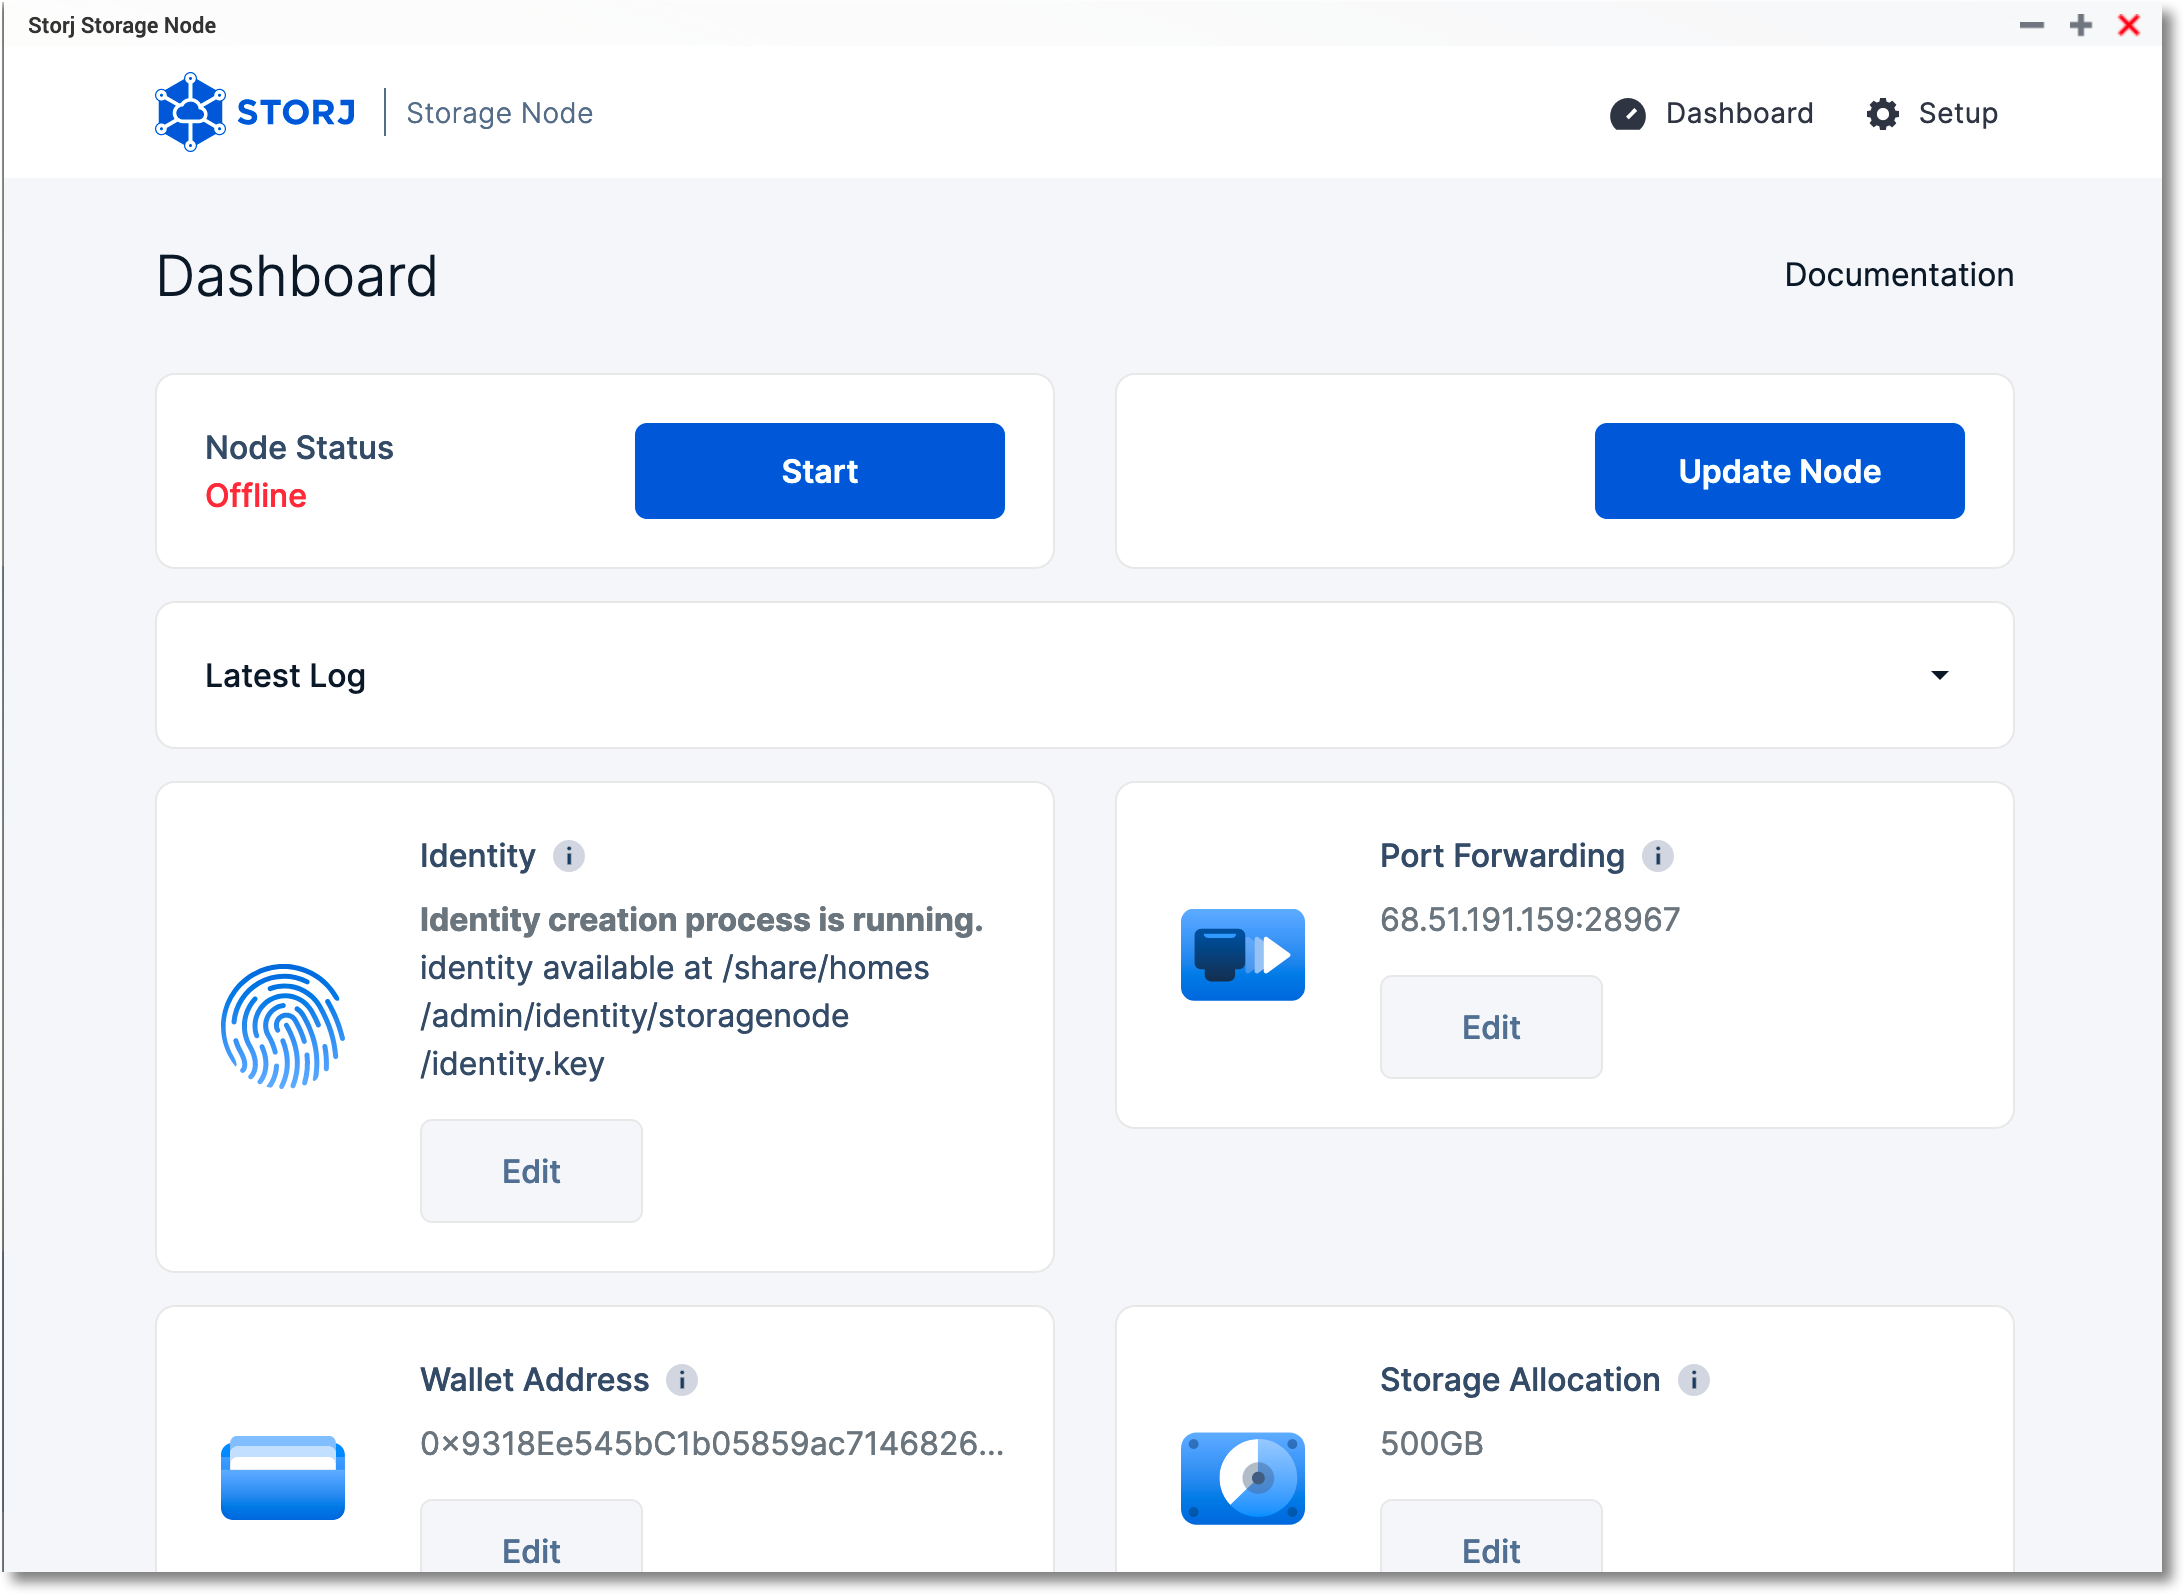 Storj Storage Node
STORJ
Storage Node
Dashboard
Setup
Dashboard
Documentation
Node Status
Offline
Start
Update Node
Latest Log
Identity
Identity creation process is running.
identity available at /share/homes
/admin/identity/storagenode
/identity.key
Edit
Port Forwarding
68.51.191.159:28967
Edit
Wallet Address
0x9318Ee545bC1b05859ac7146826...
Edit
Storage Allocation
500GB
Edit